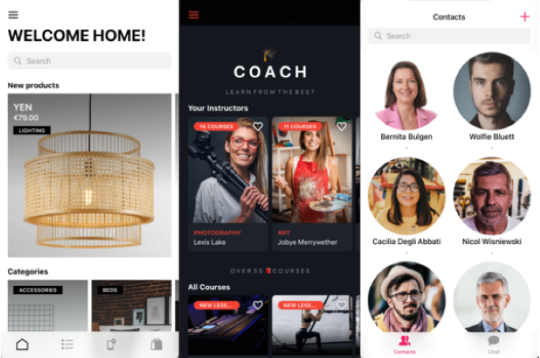 WELCOME HOME!
Search
New products
YEN
€79.00
LIGHTING
Categories
ACCESSORIES
BEDS
COACH
LEARN FROM THE BEST
Your Instructors
16 COURSES
11 COURSES
PHOTOGRAPHY
Lexis Lake
ART
Jobye Merrywether
OVER 50 COURSES
All Courses
NEW LESS...
NEW LESS...
Contacts
Search
Bernita Bulgen
Wolfie Bluett
Cacilia Degli Abbati
Nicol Wisniewski
Contacts
Chat